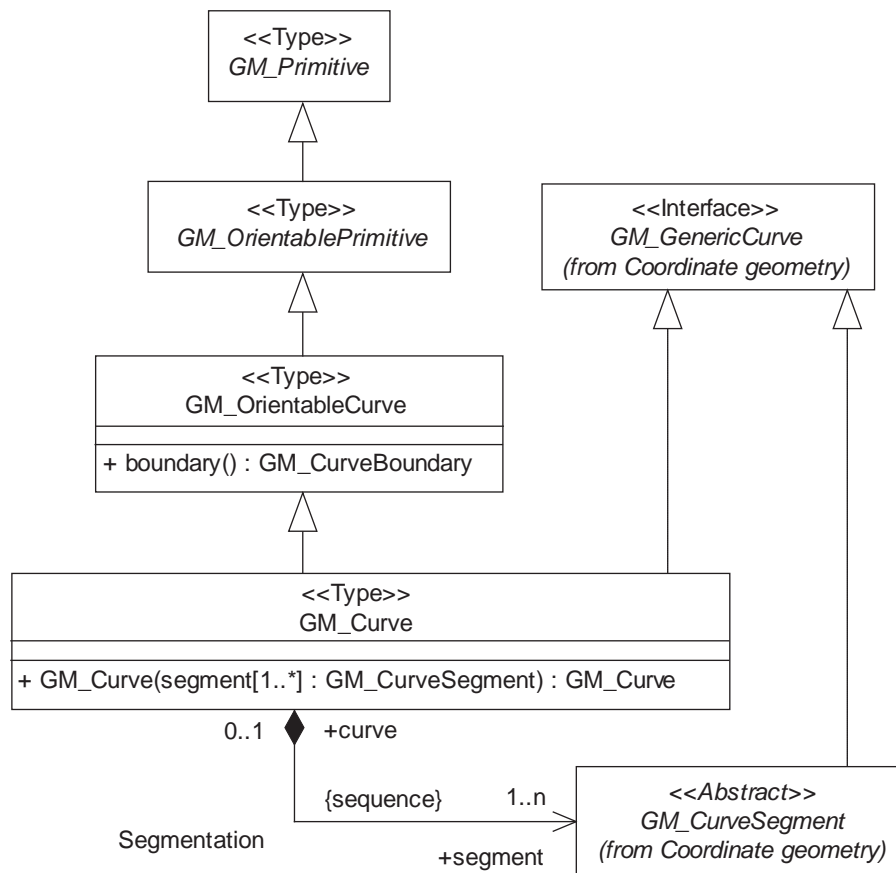 <<Type>>
GM_Primitive
<<Type>>
GM_OrientablePrimitive
<<Interface>>
GM_GenericCurve
(from Coordinate geometry)
<<Type>>
GM_OrientableCurve
+ boundary() : GM_CurveBoundary
<<Type>>
GM_Curve
+ GM_Curve(segment[1..*] : GM_CurveSegment) : GM_Curve
0..1 +curve
{sequence} 1..n
Segmentation
+segment
<<Abstract>>
GM_CurveSegment
(from Coordinate geometry)